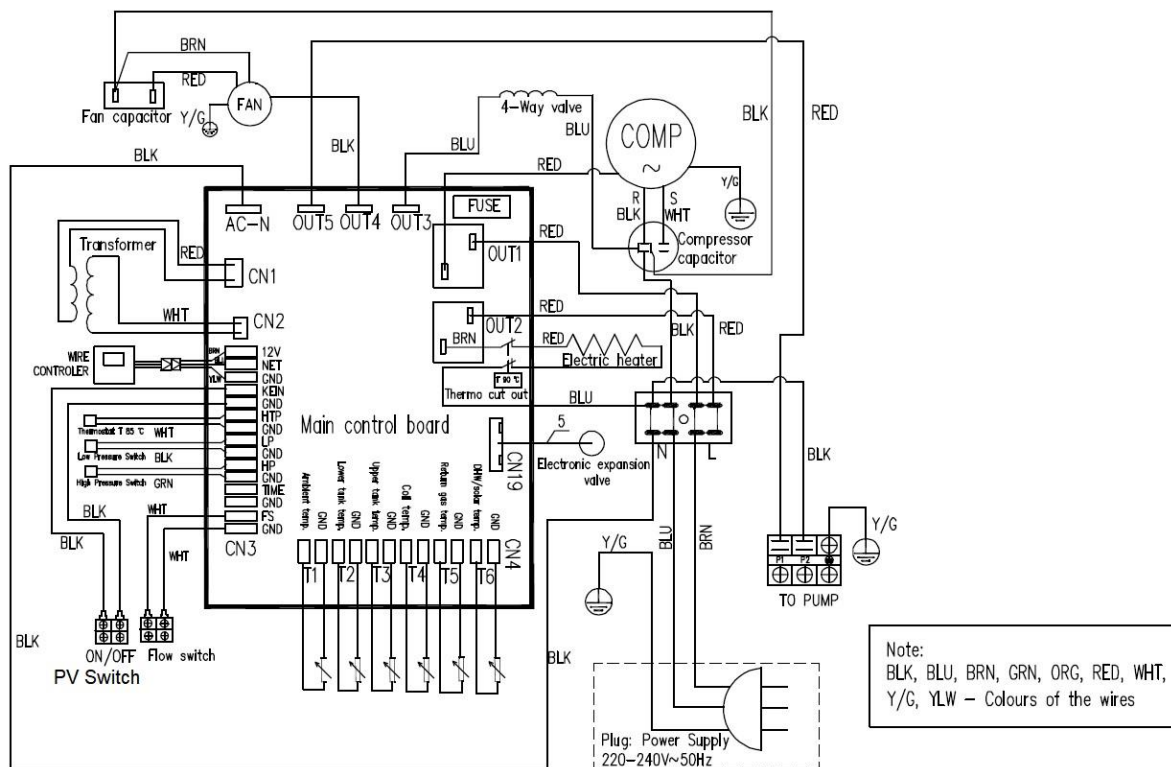 BRN
RED
FAN
Fan capacitor
Y/G
BLK
BLK
BLU
4-Way valve
BLU
COMP
~
RED
R
S
BLK
WHT
Y/G
Compressor
capacitor
BLK
RED
AC-N
OUT5
OUT4
OUT3
FUSE
OUT1
RED
Transformer
RED
CN1
WHT
CN2
OUT2
RED
BRN
RED
Electric heater
BLK
RED
T 90 ℃
Thermo cut out
BLU
WIRE
CONTROLER
BRN
YLW
12V
NET
GND
KEIN
GND
HTP
GND
LP
GND
HP
GND
TIME
GND
FS
GND
CN3
Thermostat T 85 ℃
WHT
Low Pressure Switch
BLK
High Pressure Switch
GRN
Main control board
CN19
5
Electronic expansion
valve
N
L
BLK
BLK
BLK
WHT
WHT
Ambient temp.
GND
Lower tank temp.
GND
Upper tank temp.
GND
Coil temp.
GND
Return gas temp.
GND
DHW/solar temp.
GND
CN4
T1
T2
T3
T4
T5
T6
Y/G
BLU
BRN
P1
P2
Y/G
TO PUMP
BLK
ON/OFF
Flow switch
PV Switch
BLK
Plug: Power Supply
220-240V~50Hz
Note:
BLK, BLU, BRN, GRN, ORG, RED, WHT,
Y/G, YLW - Colours of the wires